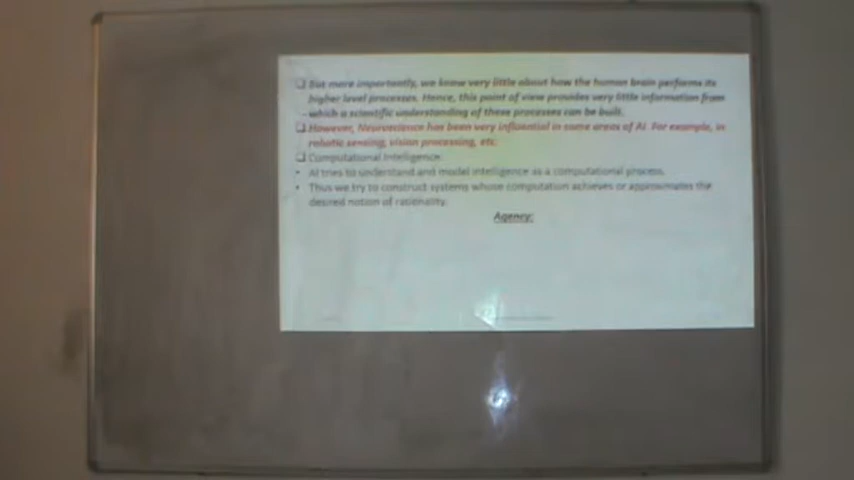 ❑ But more importantly, we know very little about how the human brain performs its
higher level processes. Hence, this point of view provides very little information from
which a scientific understanding of these processes can be built.
❑ However, Neuroscience has been very influential in some areas of AI. For example, in
robotic sensing, vision processing, etc.
❑ Computational Intelligence
• AI tries to understand and model intelligence as a computational process.
• Thus we try to construct systems whose computation achieves or approximates the
desired notion of rationality.
Agency: